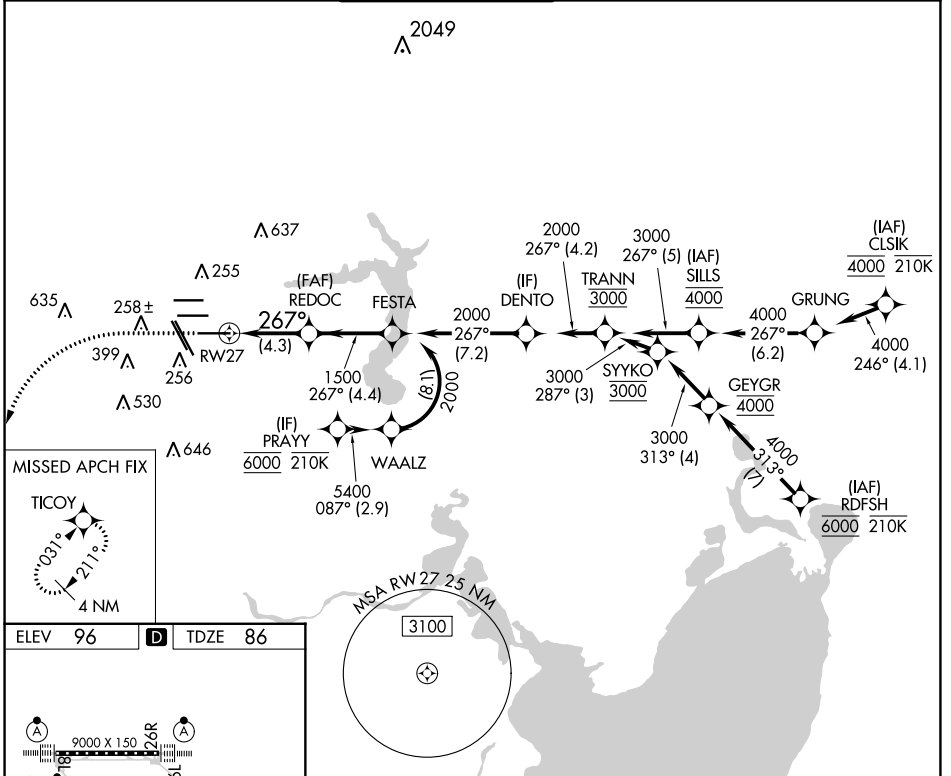 2049
637
255
635
258 ±
399
256
530
646
RW27
267°
(4.3)
(FAF)
REDOC
FESTA
1500
267° (4.4)
2000
267°
(7.2)
(IF)
DENTO
2000
267° (4.2)
TRANN
3000
3000
267° (5)
(IAF)
SILLS
4000
4000
267°
(6.2)
GRUNG
(IAF)
CLSIK
4000 210K
4000
246° (4.1)
3000
287° (3)
SYYKO
3000
GEYGR
4000
3000
313° (4)
4000
313°
(7)
(IAF)
RDFSH
6000 210K
(8.1)
2000
(IF)
PRAYY
6000 210K
WAALZ
5400
087° (2.9)
MISSED APCH FIX
TICOY
031°
211°
4 NM
MSA RW27 25 NM
3100
ELEV 96 D TDZE 86
A
A
9000 X 150
26R